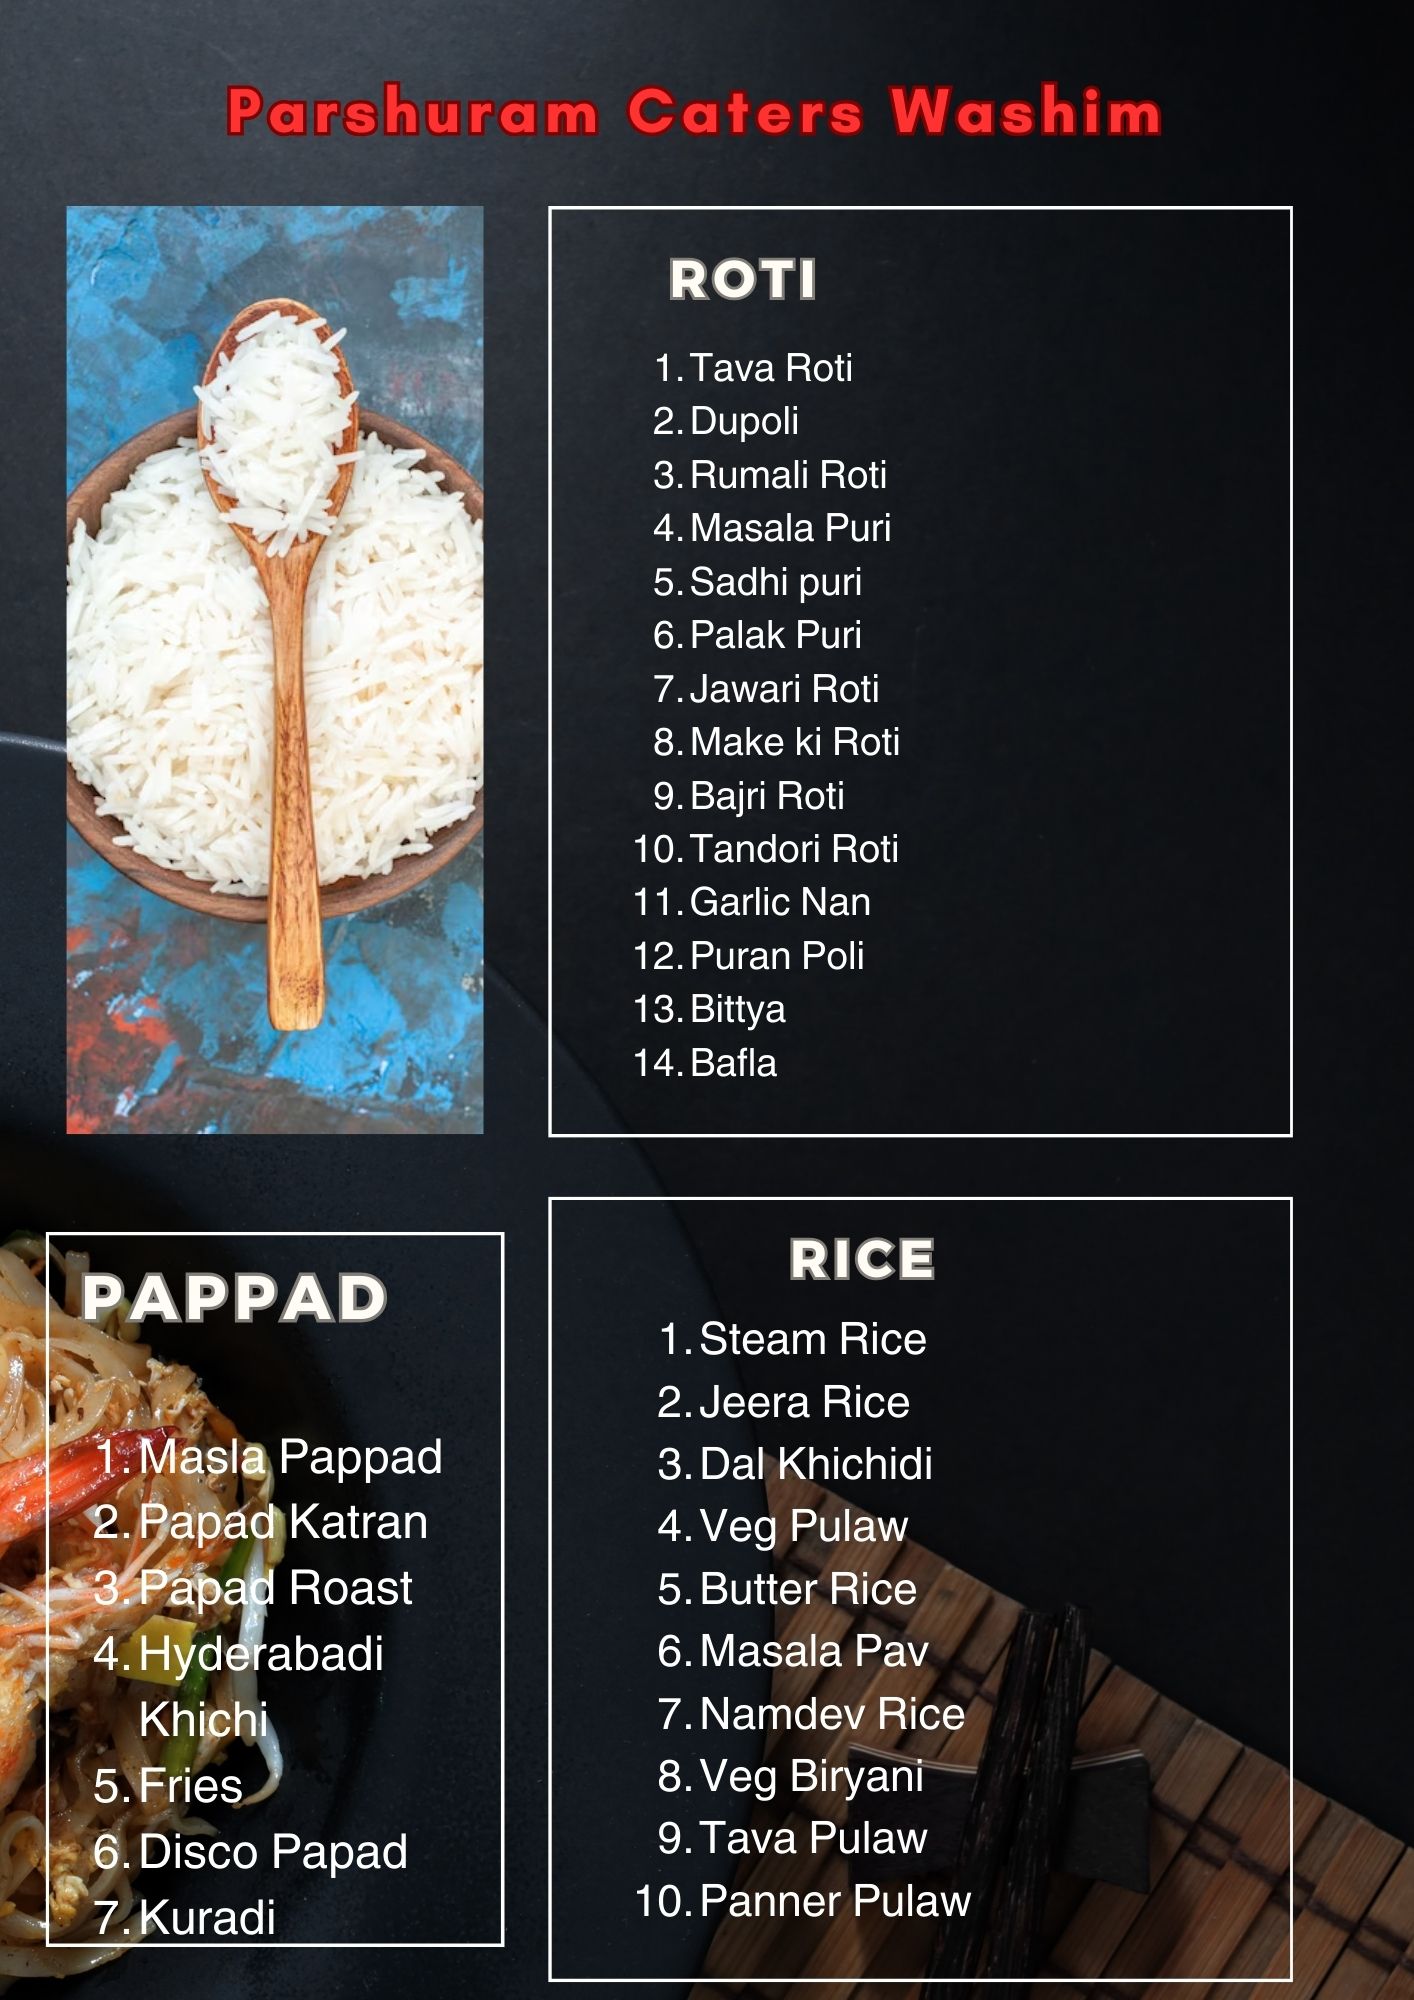 Parshuram Caters Washim
ROTI
1. Tava Roti
2. Dupoli
3. Rumali Roti
4. Masala Puri
5. Sadhi puri
6. Palak Puri
7. Jawari Roti
8. Make ki Roti
9. Bajri Roti
10. Tandori Roti
11. Garlic Nan
12. Puran Poli
13. Bittya
14. Bafla
PAPPAD
1. Masla Pappad
2. Papad Katran
3. Papad Roast
4. Hyderabadi
Khichi
5. Fries
6. Disco Papad
7. Kuradi
RICE
1. Steam Rice
2. Jeera Rice
3. Dal Khichidi
4. Veg Pulaw
5. Butter Rice
6. Masala Pav
7. Namdev Rice
8. Veg Biryani
9. Tava Pulaw
10. Panner Pulaw